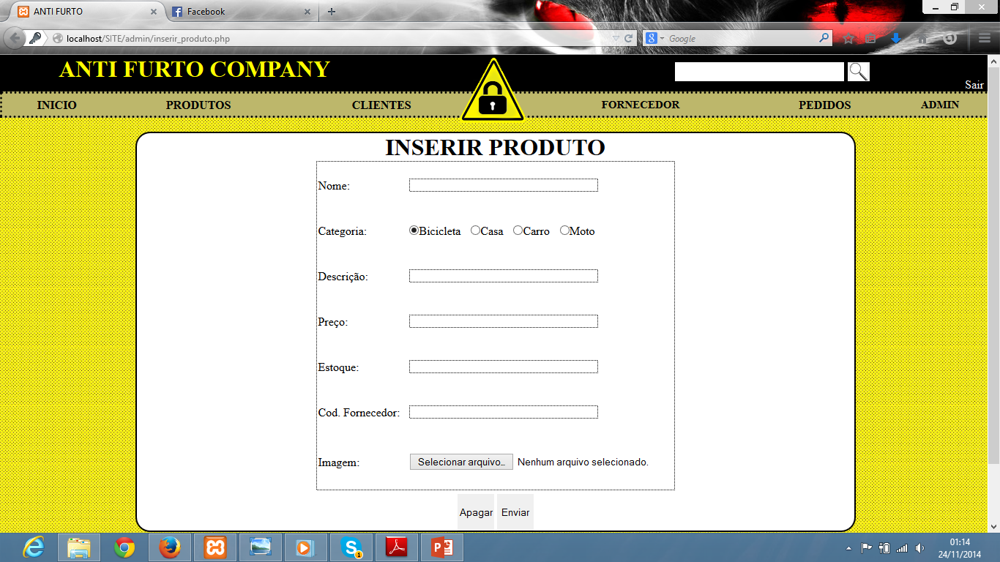 ANTI FURTO
Facebook
localhost/SITE/admin/inserir_produto.php
Google
ANTI FURTO COMPANY
Sair
INICIO PRODUTOS CLIENTES FORNECEDOR PEDIDOS ADMIN
INSERIR PRODUTO
Nome:
Categoria: Bicicleta Casa Carro Moto
Descrição:
Preço:
Estoque:
Cod. Fornecedor:
Imagem: Selecionar arquivo... Nenhum arquivo selecionado.
Apagar Enviar
01:14
24/11/2014